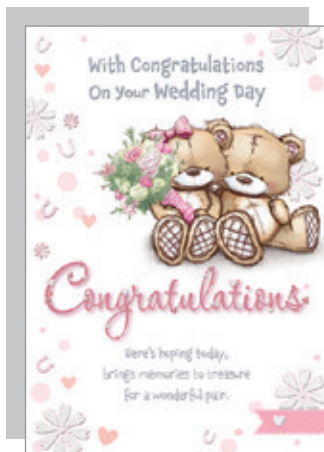 With Congratulations
On Your Wedding Day
Congratulations
Here's hoping today,
brings memories to treasure
for a wonderful pair.